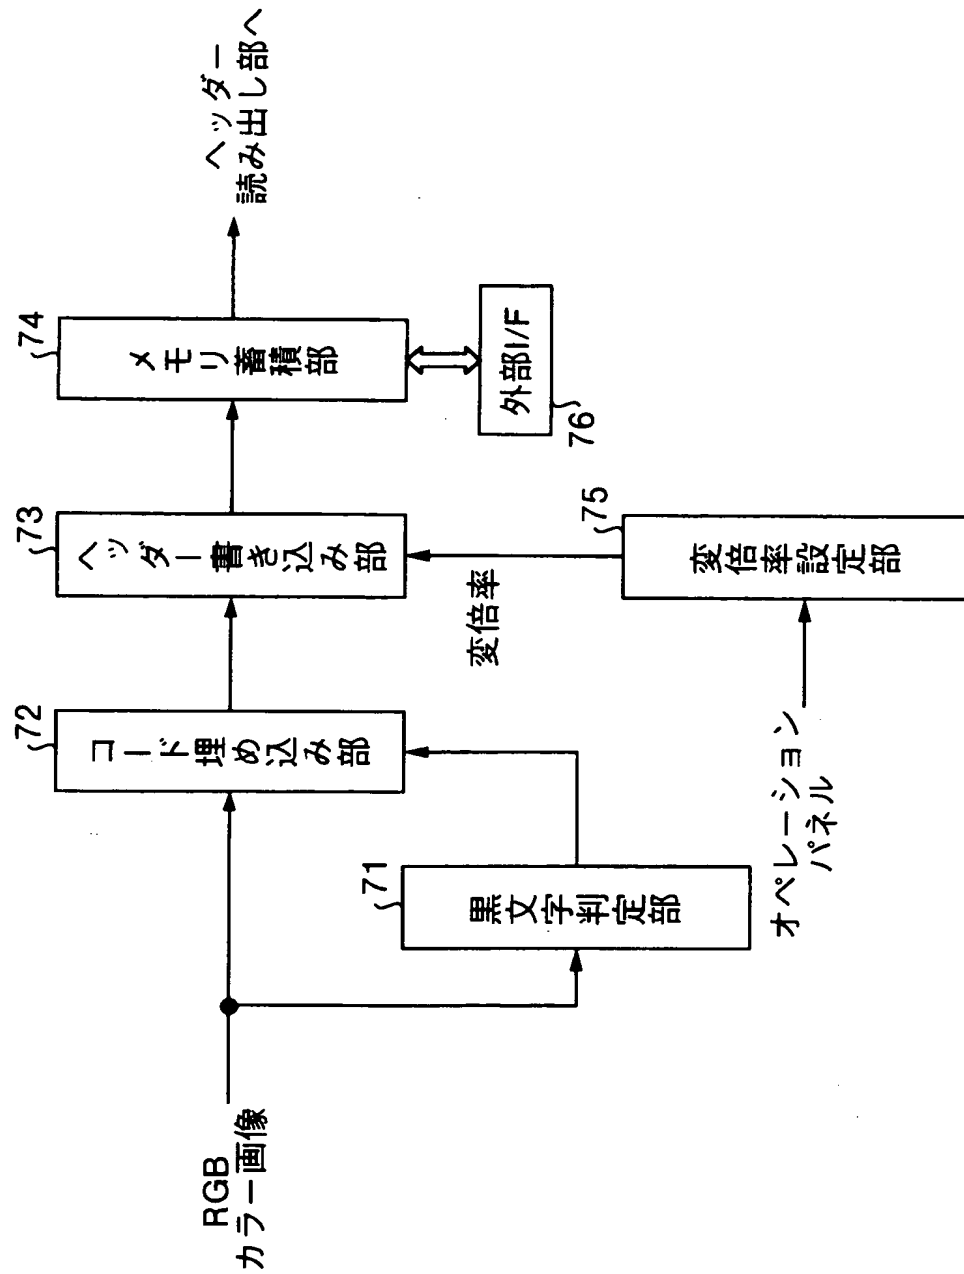 RGB
カラー画像
71
黒文字判定部
72
コード埋め込み部
73
ヘッダー書き込み部
74
メモリ蓄積部
ヘッダー
読み出し部へ
外部I/F
76
変倍率
75
変倍率設定部
オペレーション
パネル